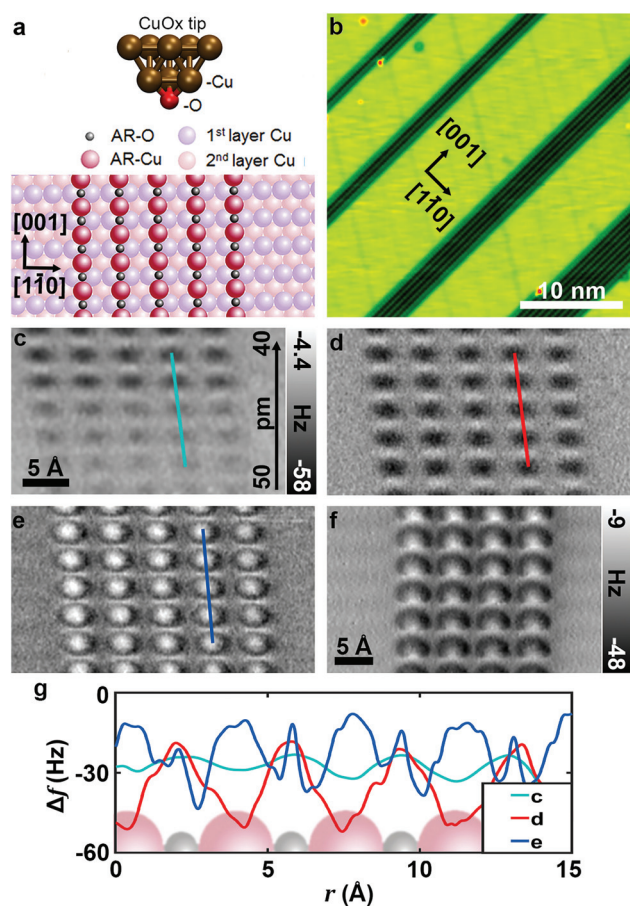 a
CuOx tip
-Cu
-O
AR-O
1st layer Cu
AR-Cu
2nd layer Cu
[001]
[11̄0]
b
[001]
[11̄0]
10 nm
c
5 Å
40
pm
50
-4.4
Hz
-58
d
e
f
5 Å
-9
Hz
-48
g
0
-30
-60
Δf (Hz)
0
5
10
15
r (Å)
c
d
e